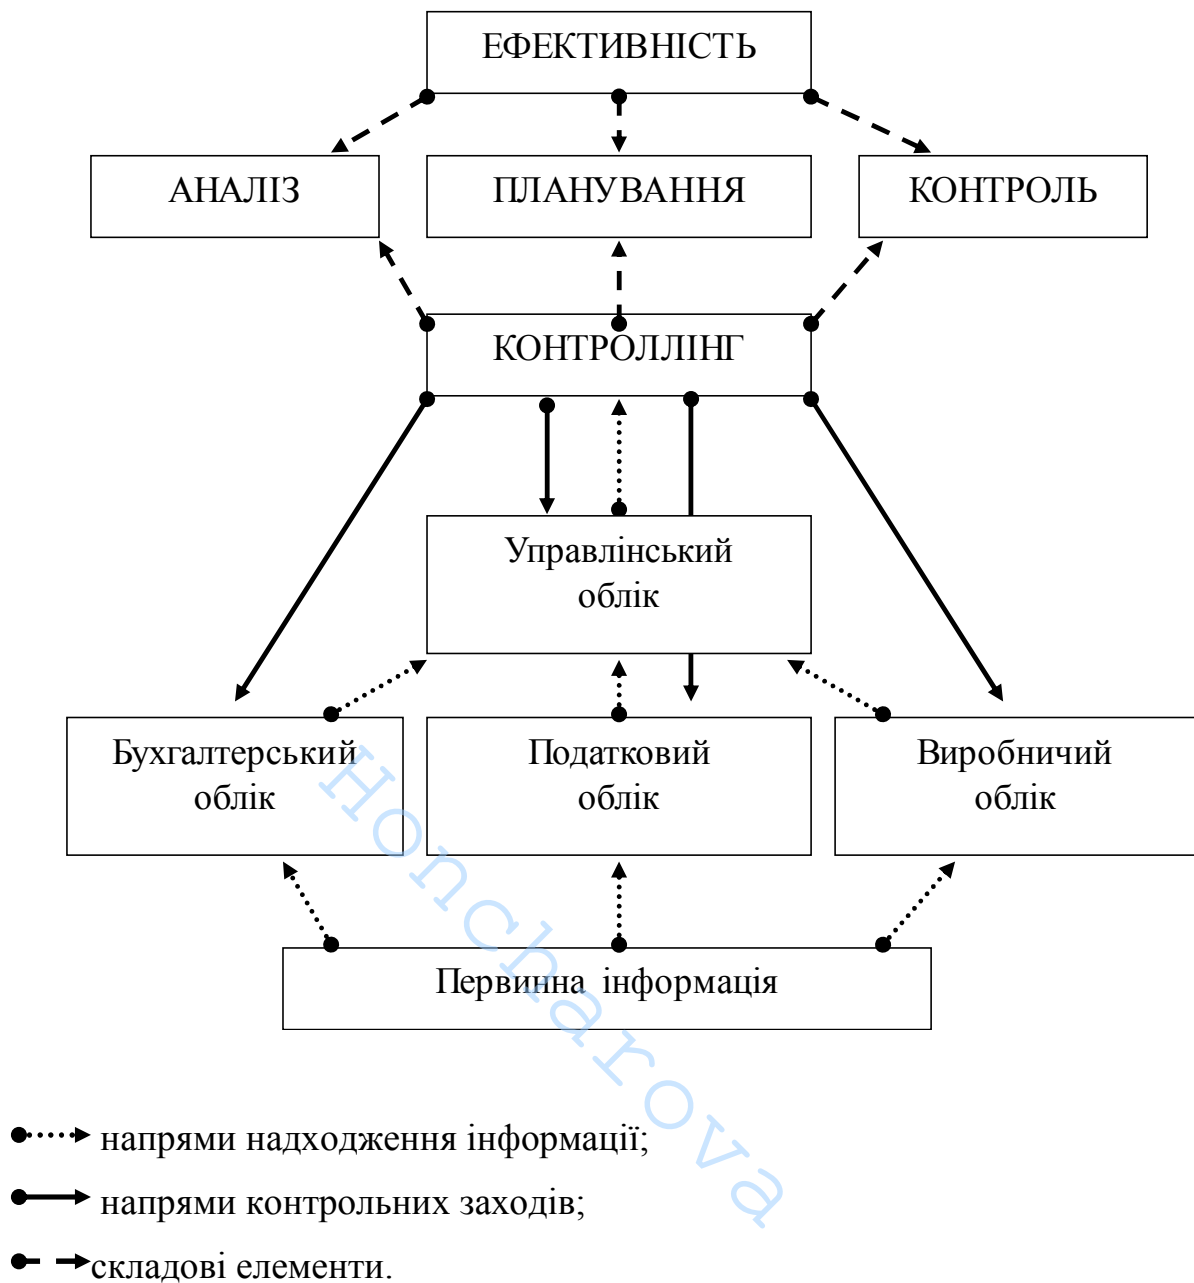 ЕФЕКТИВНІСТЬ
АНАЛІЗ
ПЛАНУВАННЯ
КОНТРОЛЬ
КОНТРОЛЛІНГ
Управлінський
облік
Бухгалтерський
облік
Податковий
облік
Виробничий
облік
Первинна інформація
Honcharova
напрями надходження інформації;
напрями контрольних заходів;
складові елементи.